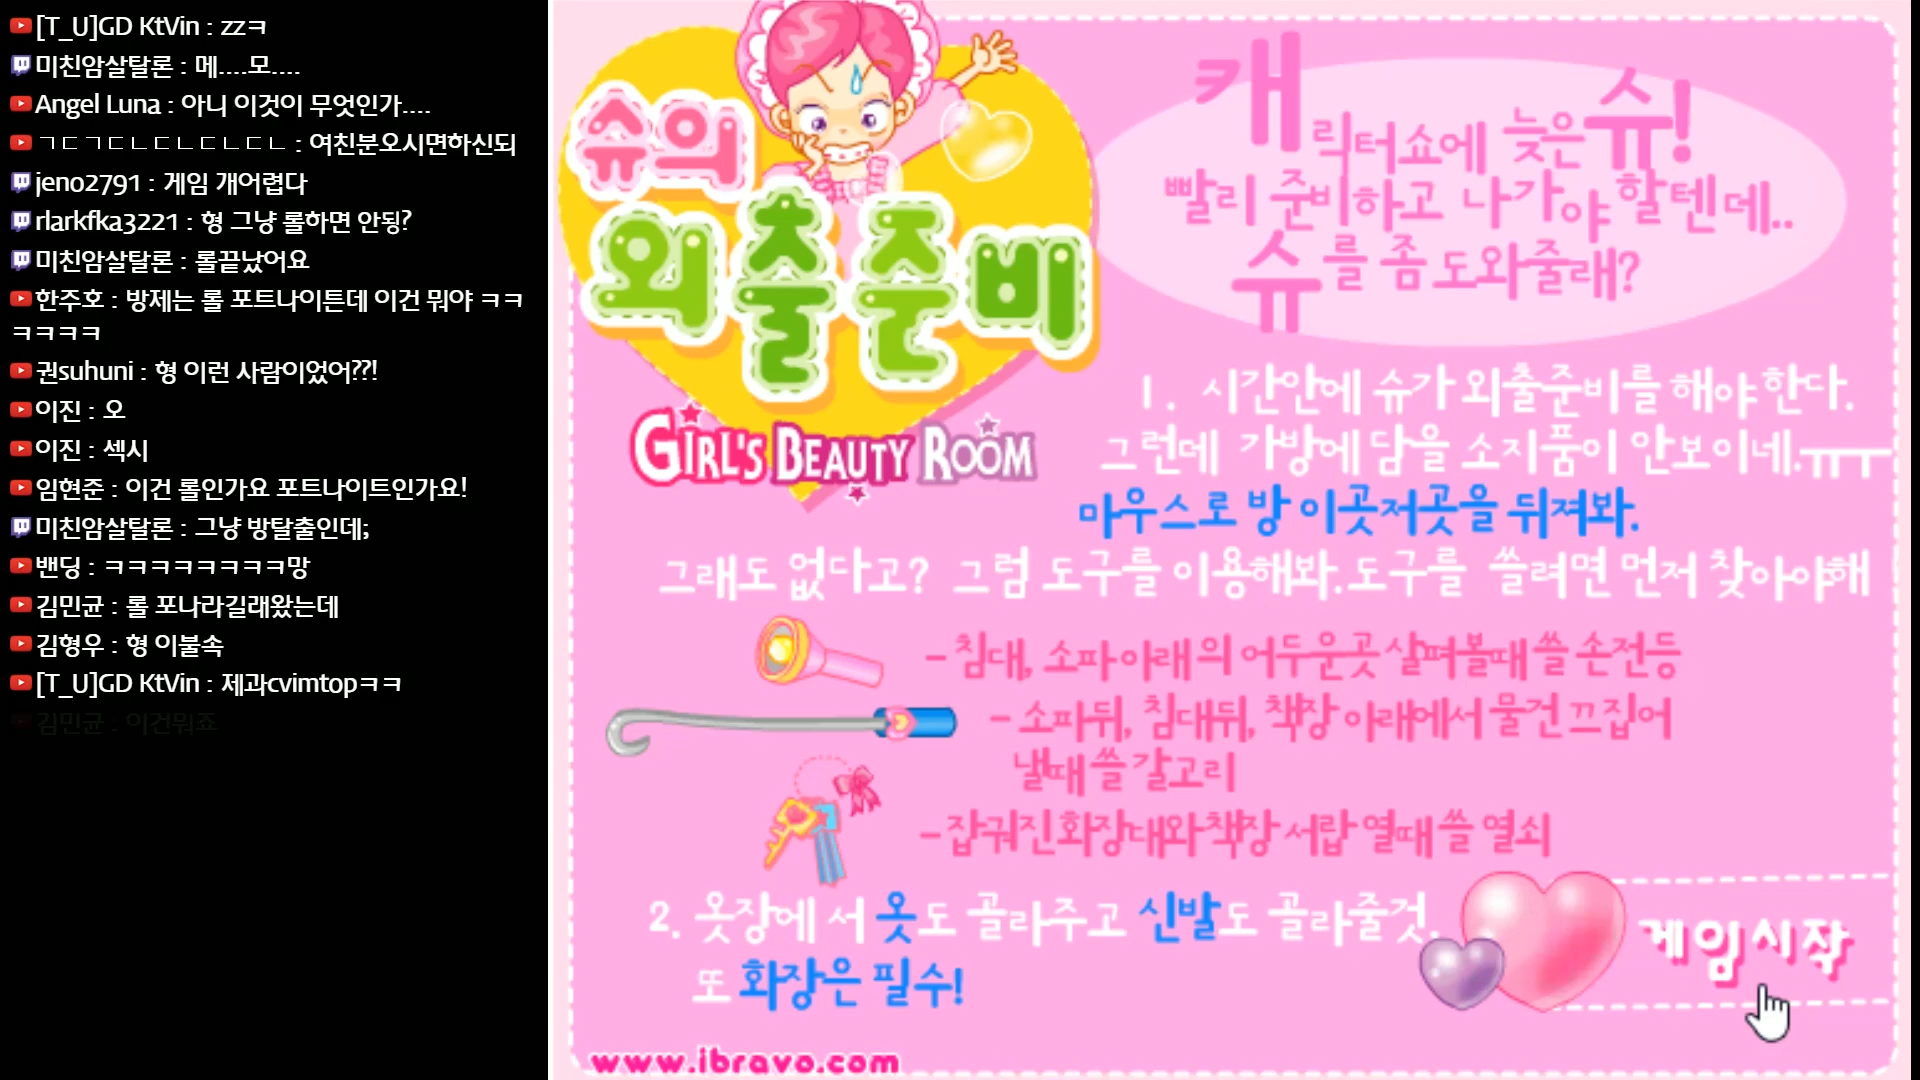 [T_U]GD KtVin : zzㅋ
미친암살탈론 : 메....모....
Angel Luna : 아니 이것이 무엇인가....
ㄱㄷㄱㄷㄴㄷㄴㄷㄴㄷㄴ : 여친분오시면하신되
jeno2791 : 게임 개어렵다
rlarkfka3221 : 형 그냥 롤하면 안됭?
미친암살탈론 : 롤끝났어요
한주호 : 방제는 롤 포트나이튼데 이건 뭐야 ㅋㅋ
ㅋㅋㅋㅋ
권suhuni : 형 이런 사람이었어??!
이진 : 오
이진 : 섹시
임현준 : 이건 롤인가요 포트나이트인가요!
미친암살탈론 : 그냥 방탈출인데;
밴딩 : ㅋㅋㅋㅋㅋㅋㅋㅋ망
김민균 : 롤 포나라길래왔는데
김형우 : 형 이불속
[T_U]GD KtVin : 제과cvimtopㅋㅋ
김민균 : 이건뭐죠
슈의
외출준비
GIRL'S BEAUTY ROOM
캐릭터쇼에 늦은 슈!
빨리 준비하고 나가야 할텐데..
슈를 좀 도와줄래?
1. 시간안에 슈가 외출준비를 해야한다.
그런데 가방에 담을 소지품이 안보이네.ㅠㅜ
마우스로 방 이곳저곳을 뒤져봐.
그래도 없다고? 그럼 도구를 이용해봐.도구를 쓸려면 먼저 찾아야해
- 침대, 소파 아래의 어두운곳 살펴볼때 쓸 손전등
- 소파뒤, 침대뒤, 책장 아래에서 물건 끄집어
낼때 쓸 갈고리
- 잠궈진 화장대와 책장 서랍 열때 쓸 열쇠
2. 옷장에서 옷도 골라주고 신발도 골라줄것.
또 화장은 필수!
게임시작
www.ibravo.com